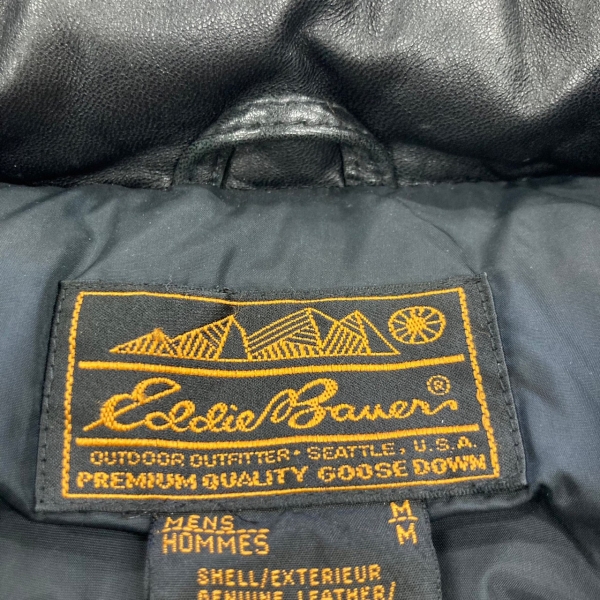 Eddie Bauer®
OUTDOOR OUTFITTER · SEATTLE, U.S.A.
PREMIUM QUALITY GOOSE DOWN
MENS M
HOMMES M
SHELL/EXTERIEUR
GENUINE LEATHER/